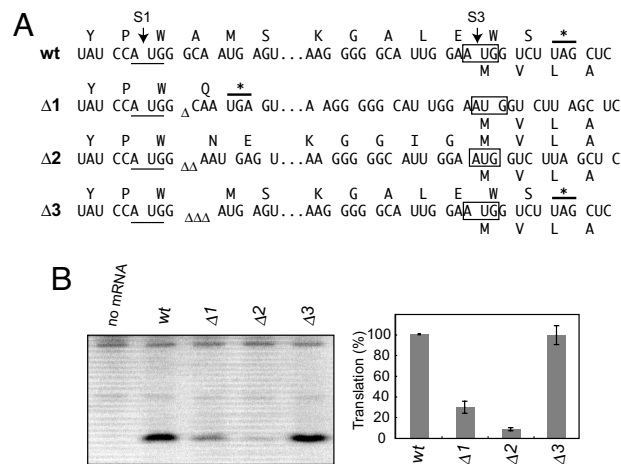 A
S1 S3
Y P W A M S K G A L E W S *
wt UAU CCA UGG GCA AUG AGU...AAG GGG GCA UUG GAA UGG UCU UAG CUC
M V L A
Y P W Q *
Δ1 UAU CCA UGG ΔCAA UGA GU...A AGG GGG CAU UGG AAU GGUCUU AGC UC
M V L A
Y P W N E K G G I G M
Δ2 UAU CCA UGG ΔΔAAU GAG U...AA GGG GGC AUU GGA AUG GUC UUA GCU C
M V L A
Y P W M S K G A L E W S *
Δ3 UAU CCA UGG ΔΔΔ AUG AGU...AAG GGG GCA UUG GAA UGG UCU UAG CUC
M V L A
B
no mRNA wt Δ1 Δ2 Δ3
Translation (%)
100
80
60
40
20
0
wt Δ1 Δ2 Δ3